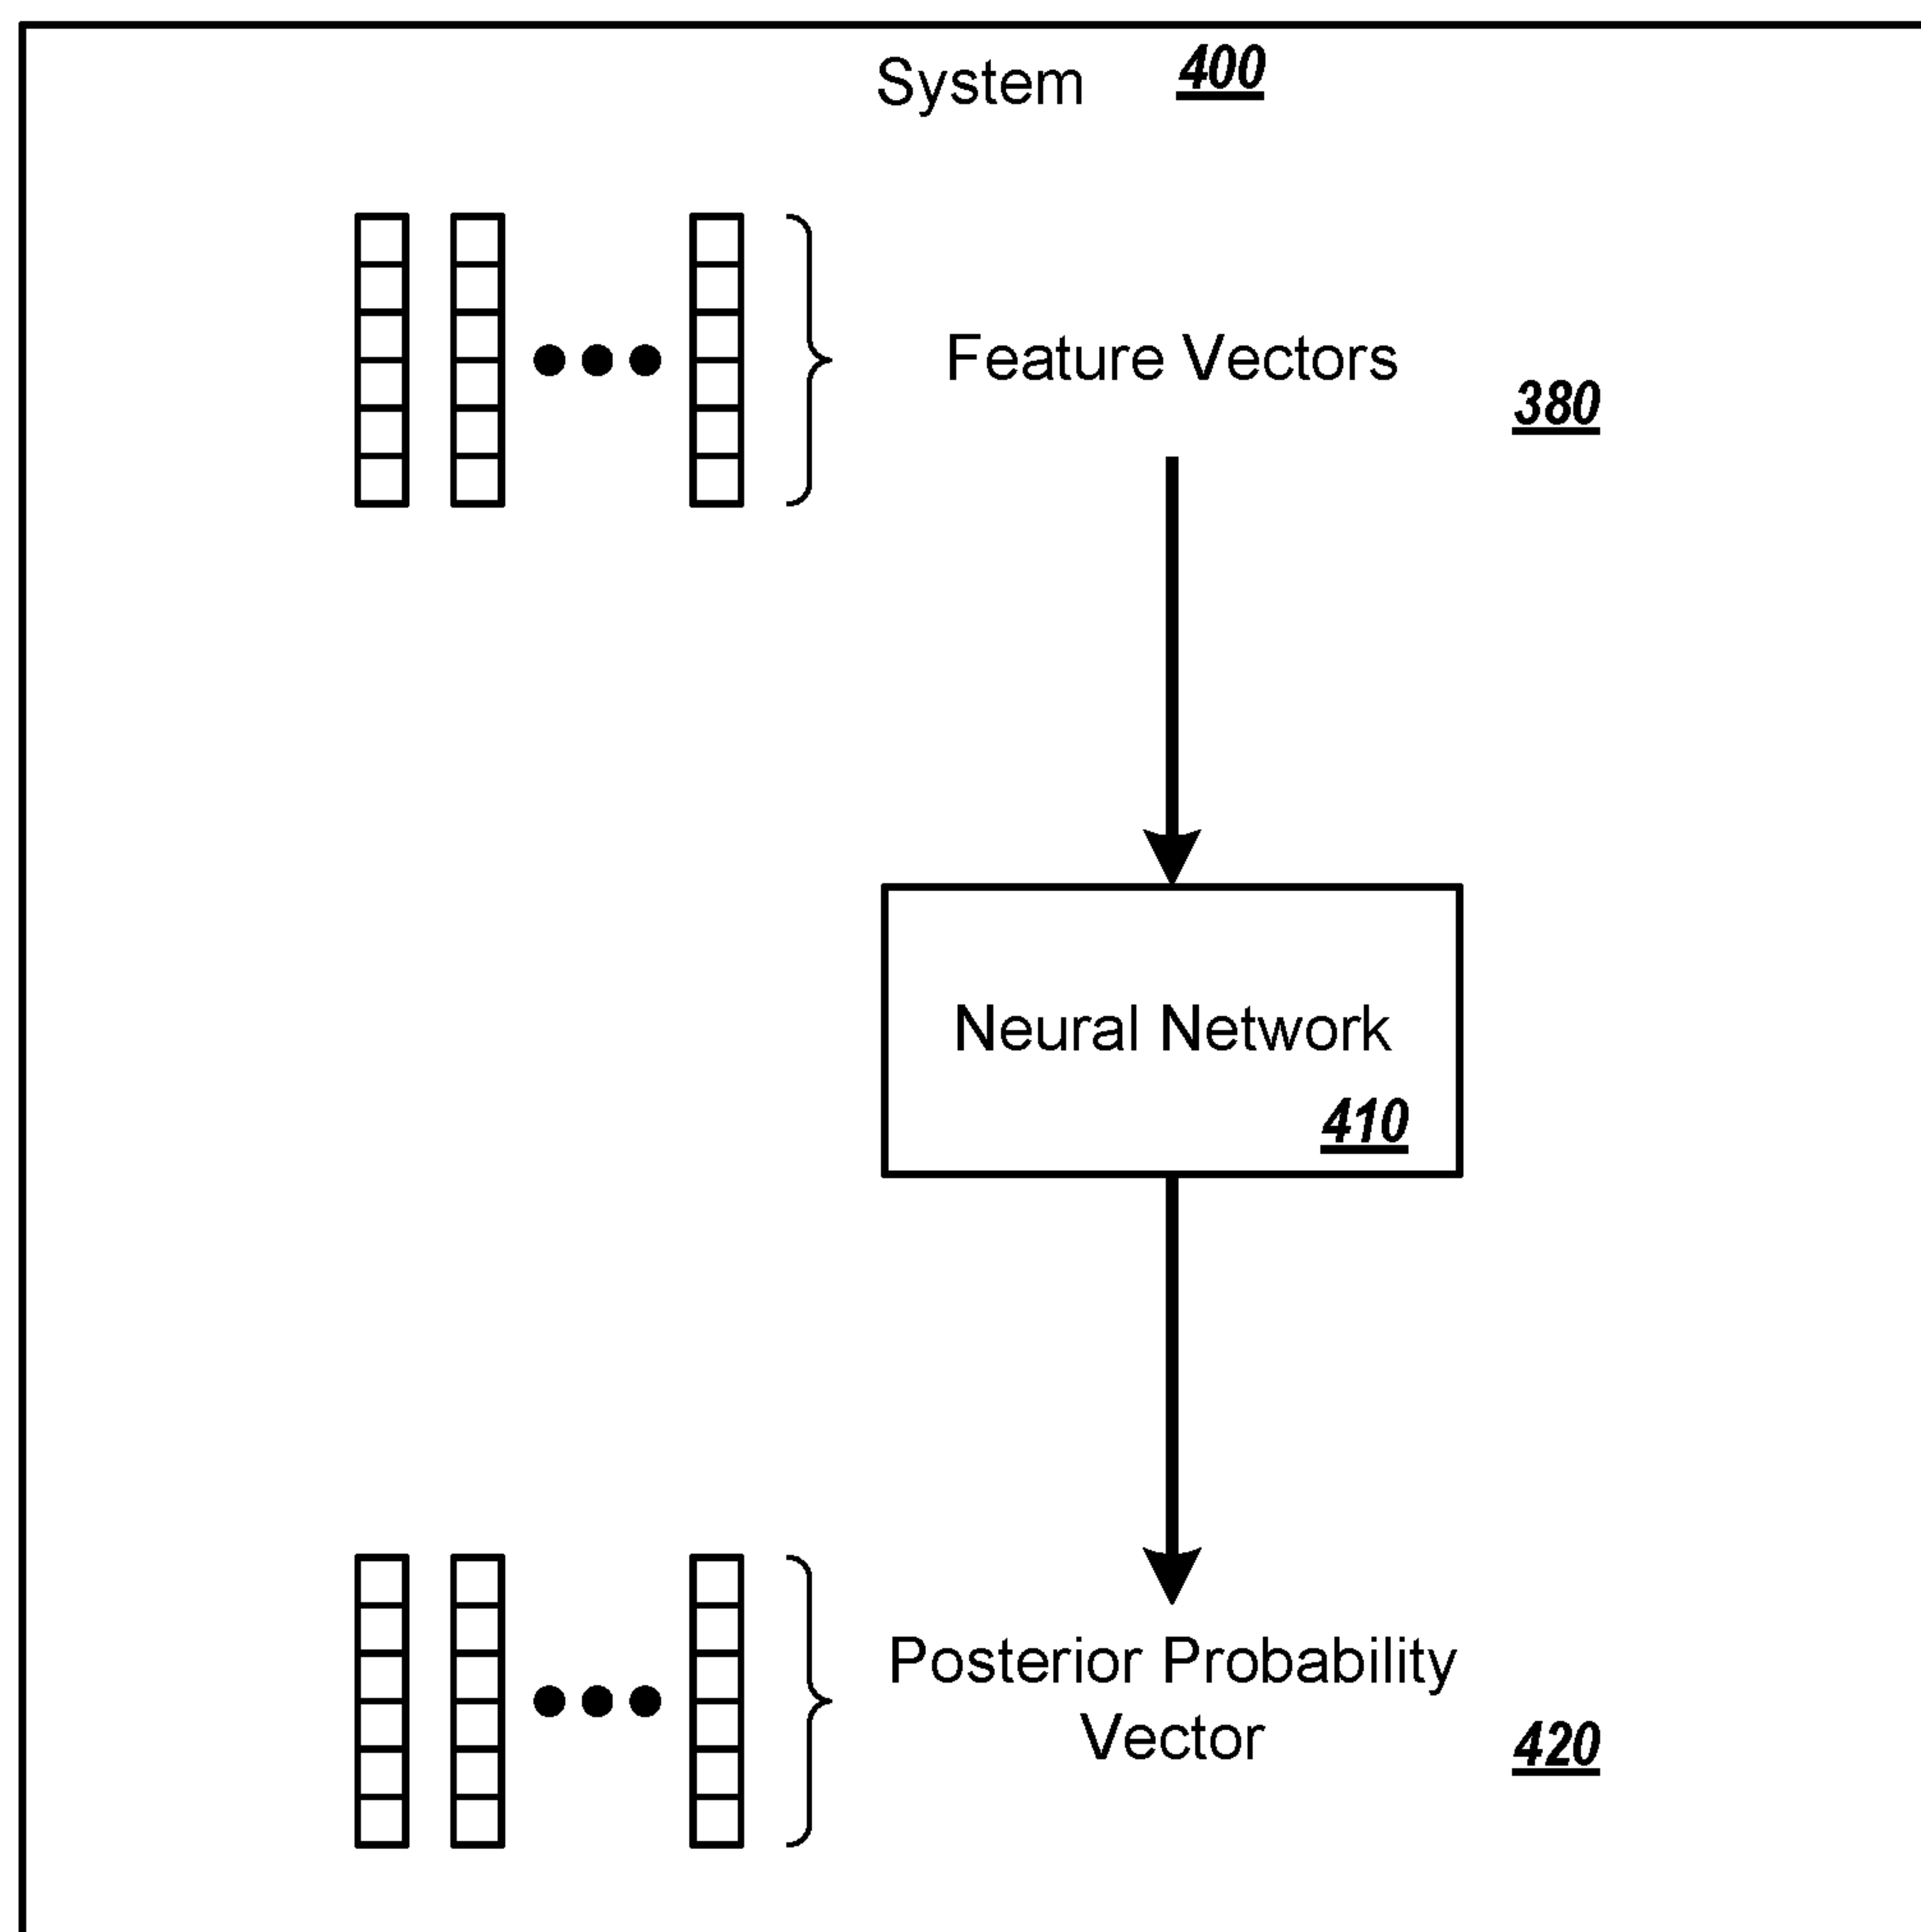 System 400
Feature Vectors
380
Neural Network
410
Posterior Probability
Vector
420